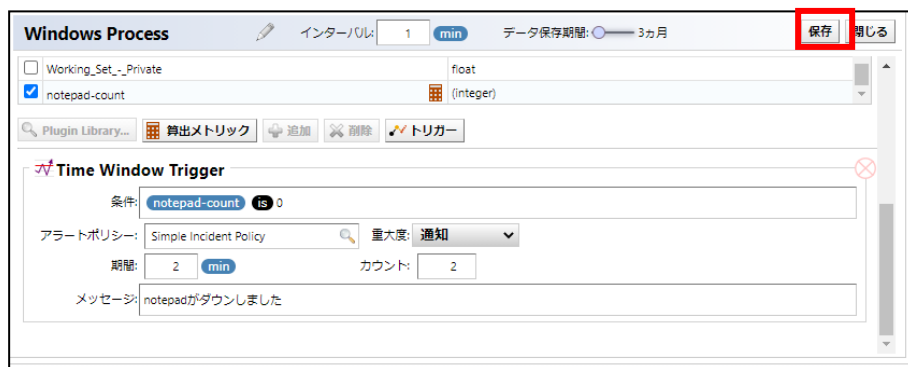 Windows Process インターバル: 1 min データ保存期間: 3ヵ月 保存 閉じる
Working_Set_-_Private float
notepad-count (integer)
Plugin Library... 算出メトリック 追加 削除 トリガー
Time Window Trigger
条件: notepad-count is 0
アラートポリシー: Simple Incident Policy 重大度: 通知
期間: 2 min カウント: 2
メッセージ: notepadがダウンしました